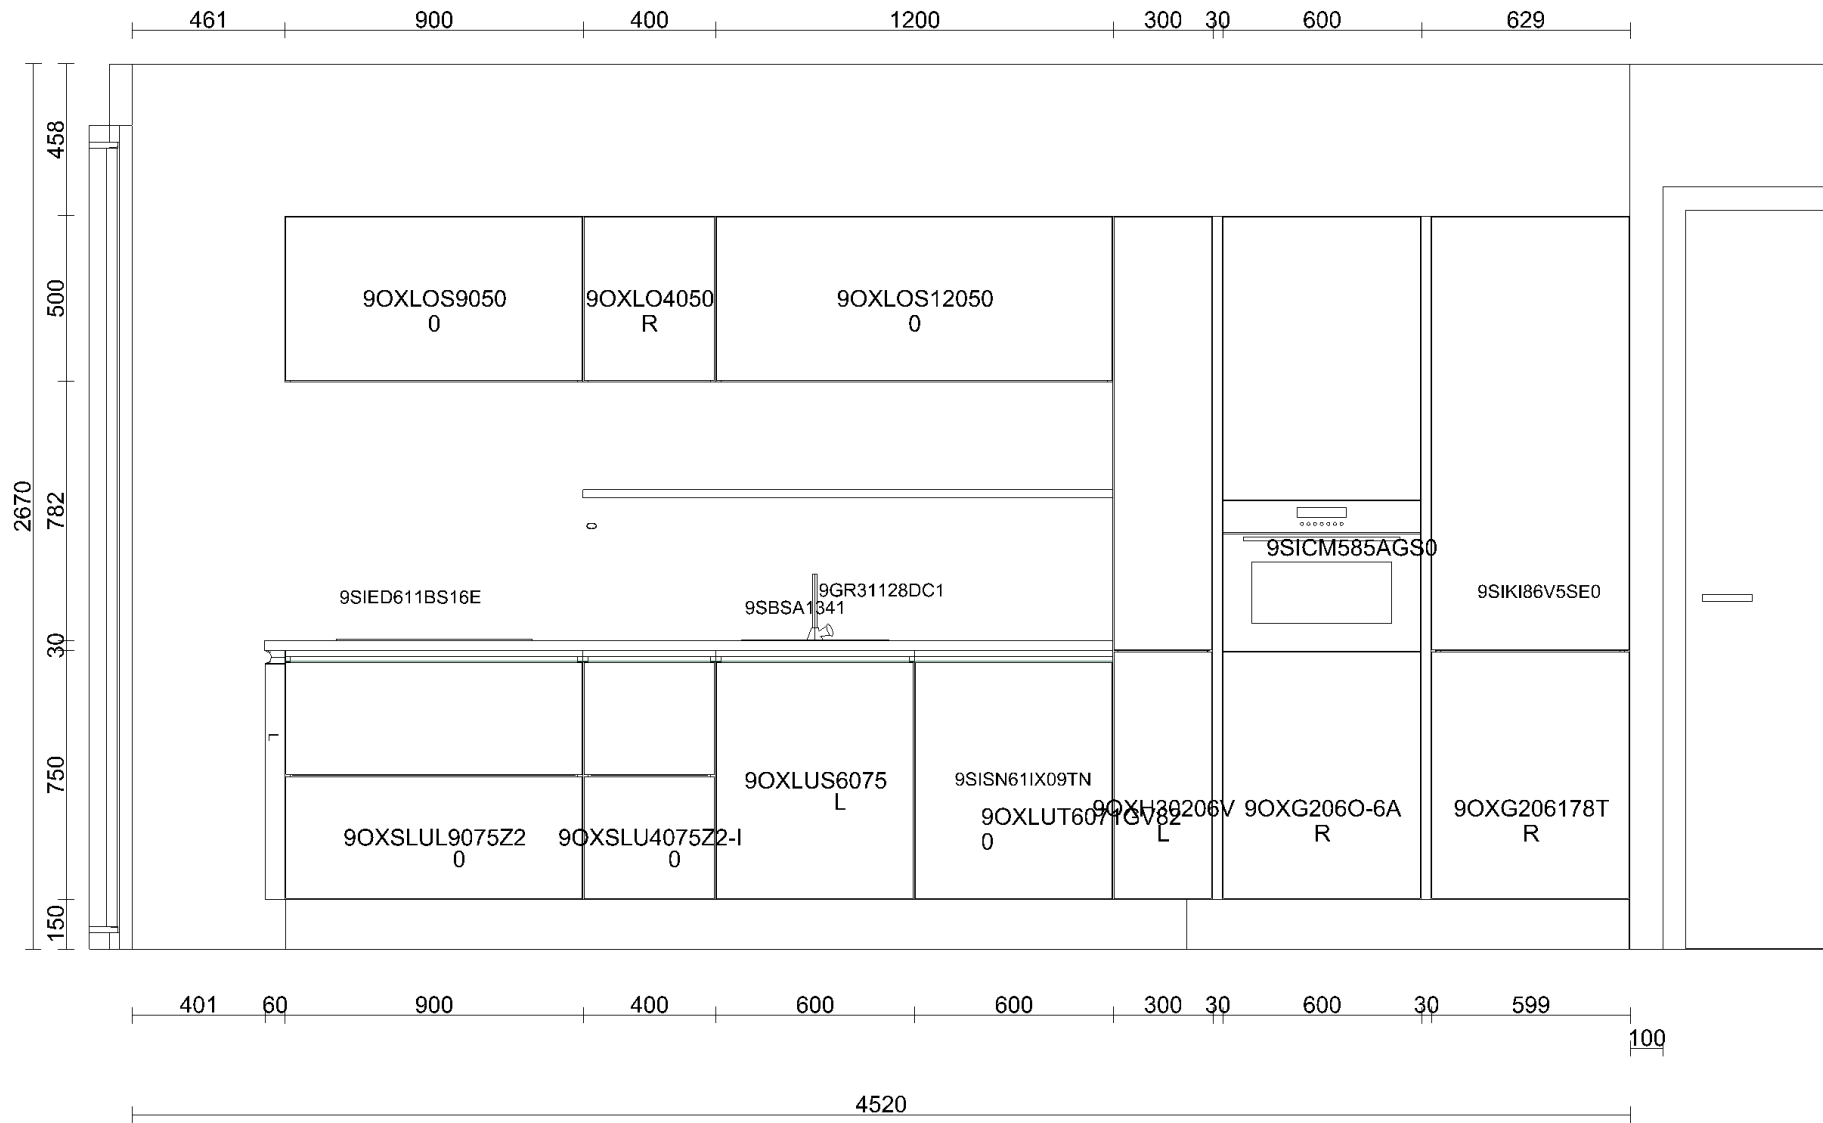 461 900 400 1200 300 30 600 629
458
500
782
30
750
150
2670
9OXLOS9050
0
9OXLO4050
R
9OXLOS12050
0
9SICM585AGS0
9SIKI86V5SE0
9SIED611BS16E
9GR31128DC1
9SBSA1341
L
9OXSLUL9075Z2
0
9OXSLU4075Z2-I
0
9OXLUS6075
L
9SISN61IX09TN
9OXLUT6071GV82
0
9OXH30206V
L
9OXG206O-6A
R
9OXG206178T
R
401 60 900 400 600 600 300 30 600 30 599
100
4520